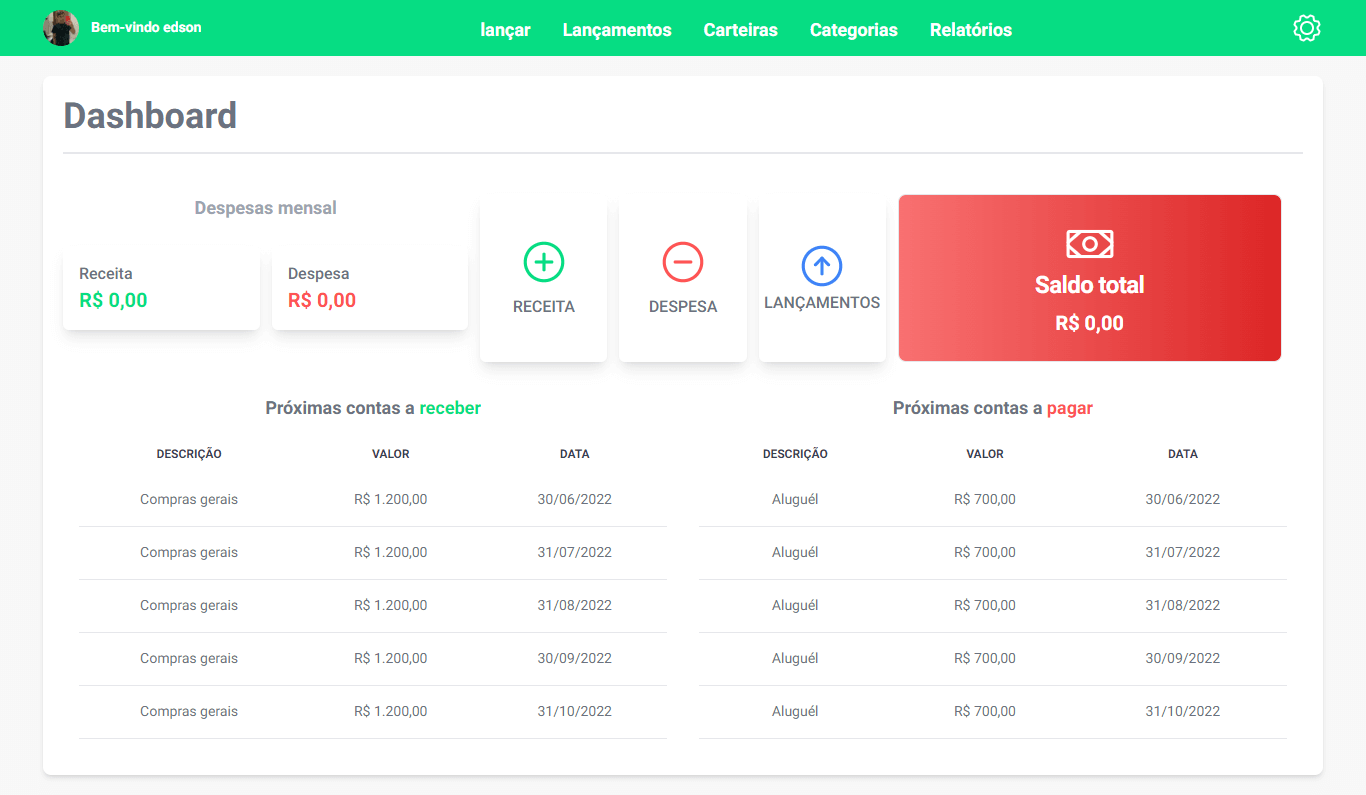 Bem-vindo edson
lançar Lançamentos Carteiras Categorias Relatórios
Dashboard
Despesas mensal
Receita
R$ 0,00
Despesa
R$ 0,00
RECEITA
DESPESA
LANÇAMENTOS
Saldo total
R$ 0,00
Próximas contas a receber
DESCRIÇÃO VALOR DATA
Compras gerais R$ 1.200,00 30/06/2022
Compras gerais R$ 1.200,00 31/07/2022
Compras gerais R$ 1.200,00 31/08/2022
Compras gerais R$ 1.200,00 30/09/2022
Compras gerais R$ 1.200,00 31/10/2022
Próximas contas a pagar
DESCRIÇÃO VALOR DATA
Aluguél R$ 700,00 30/06/2022
Aluguél R$ 700,00 31/07/2022
Aluguél R$ 700,00 31/08/2022
Aluguél R$ 700,00 30/09/2022
Aluguél R$ 700,00 31/10/2022